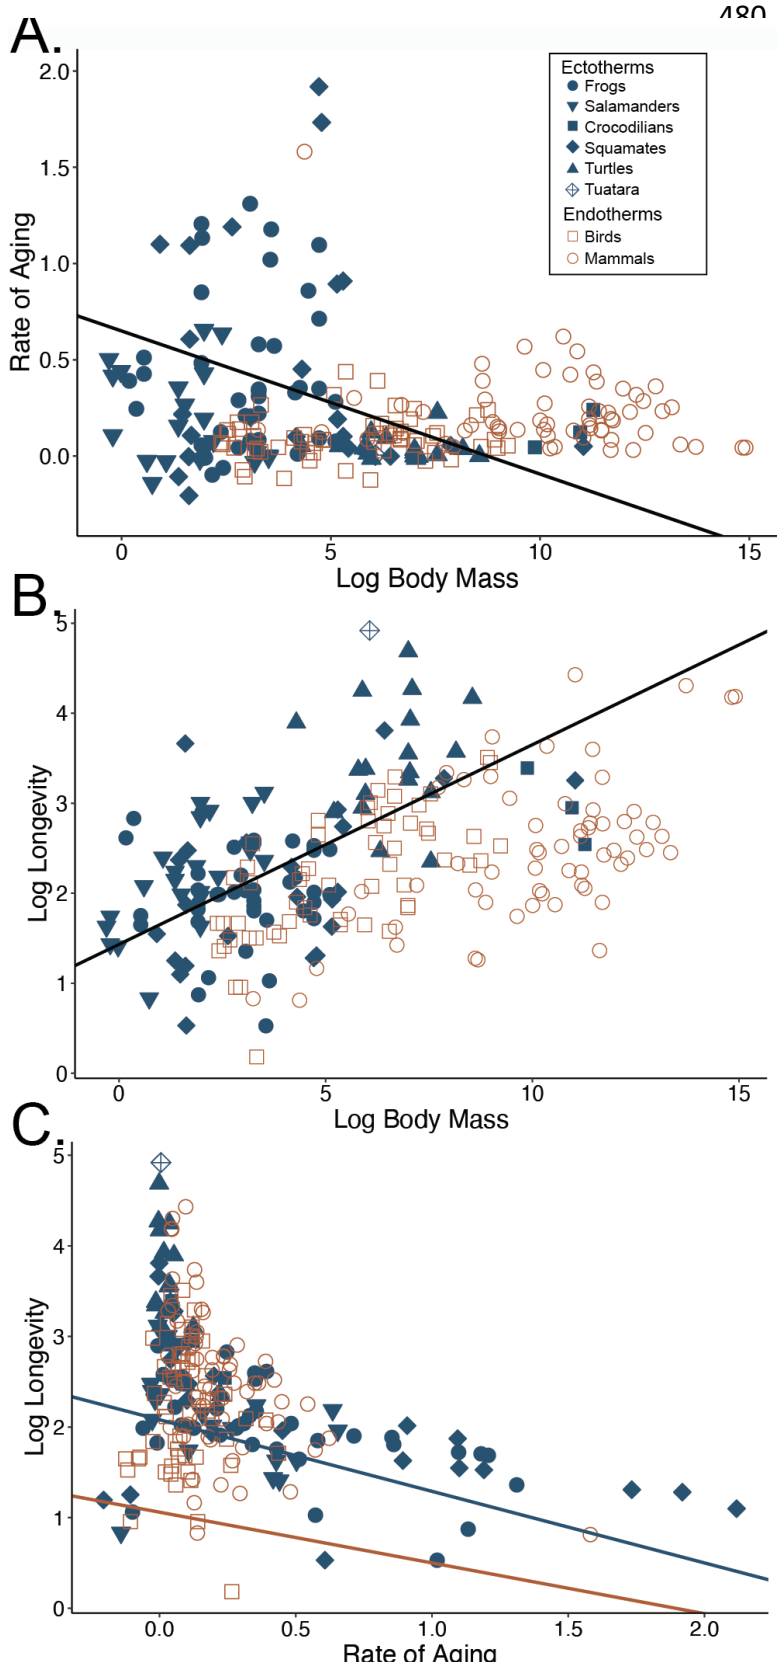 480
A.
2.0
1.5
1.0
0.5
0.0
Rate of Aging
Ectotherms
Frogs
Salamanders
Crocodilians
Squamates
Turtles
Tuatara
Endotherms
Birds
Mammals
0 5 10 15
Log Body Mass
B.
5
4
3
2
1
0
Log Longevity
0 5 10 15
Log Body Mass
C.
5
4
3
2
1
0
Log Longevity
0.0 0.5 1.0 1.5 2.0
Rate of Aging